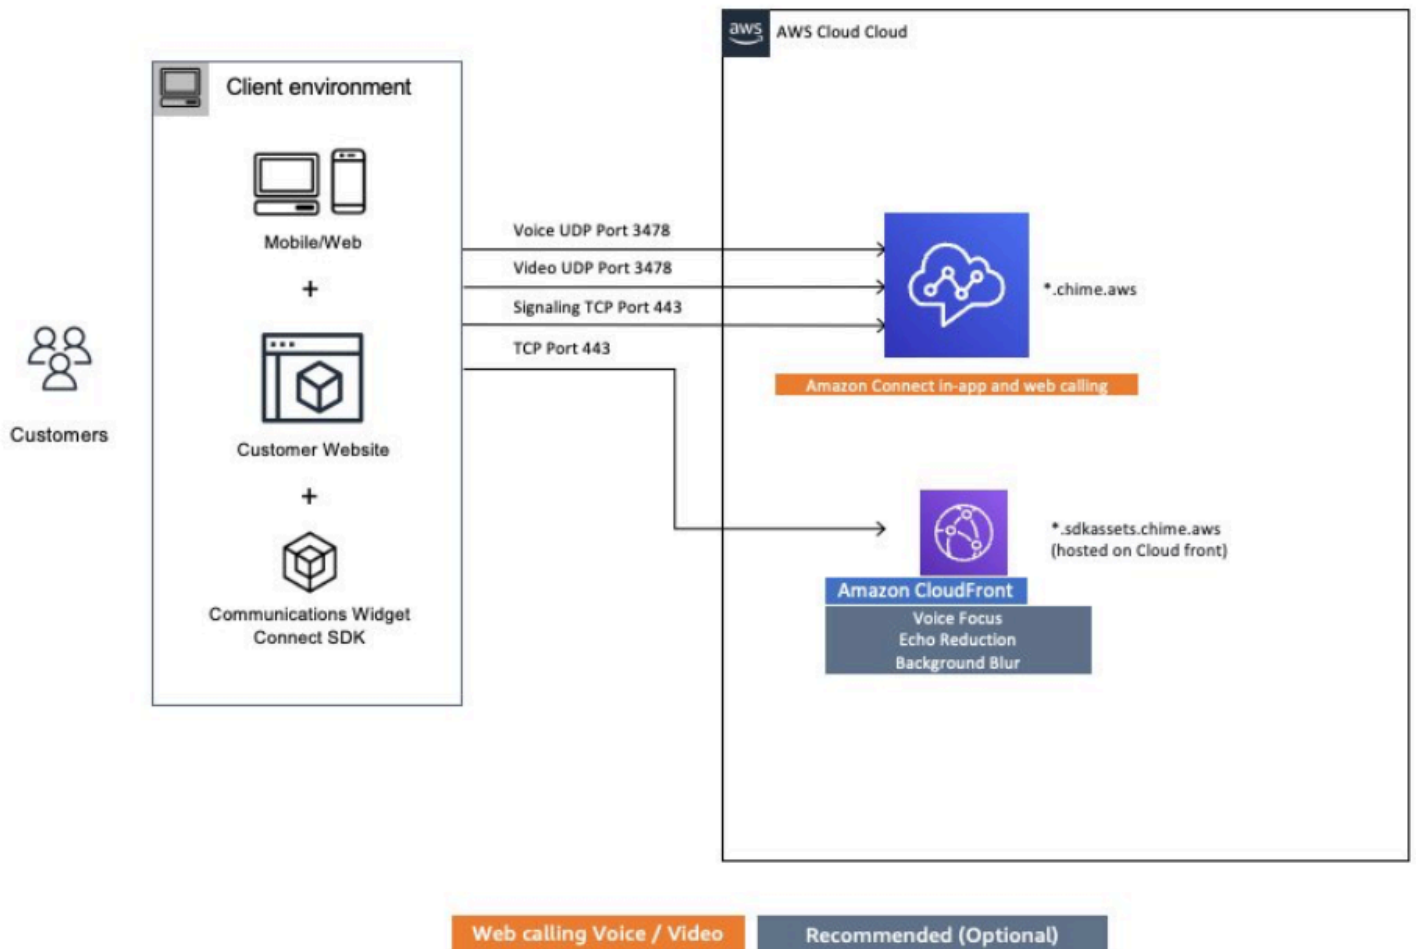 aws
AWS Cloud Cloud
Client environment
Mobile/Web
+
Customer Website
+
Communications Widget
Connect SDK
Customers
Voice UDP Port 3478
Video UDP Port 3478
Signaling TCP Port 443
TCP Port 443
*.chime.aws
Amazon Connect in-app and web calling
*.sdkassets.chime.aws
(hosted on Cloud front)
Amazon CloudFront
Voice Focus
Echo Reduction
Background Blur
Web calling Voice / Video
Recommended (Optional)